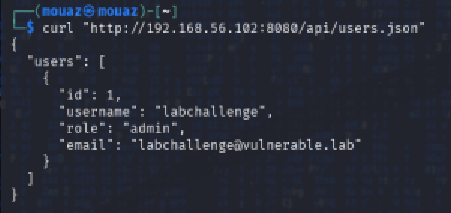 ┌──(mouaz㉿mouaz)-[~]
└─$ curl "http://192.168.56.102:8080/api/users.json"
{
  "users": [
    {
      "id": 1,
      "username": "labchallenge",
      "role": "admin",
      "email": "labchallenge@vulnerable.lab"
    }
  ]
}